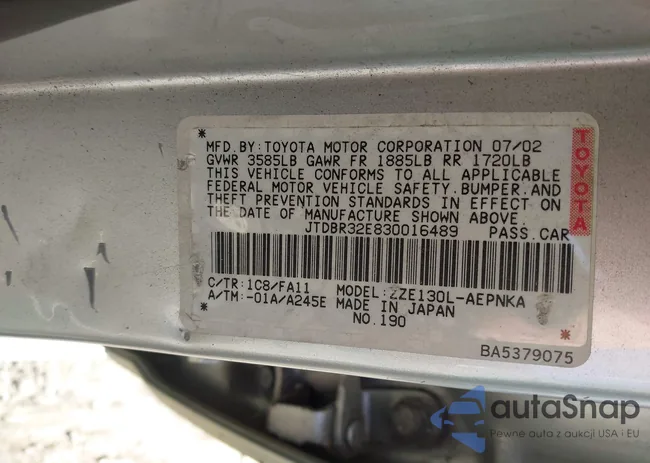 *
MFD.BY:TOYOTA MOTOR CORPORATION 07/02
GVWR 3585LB GAWR FR 1885LB RR 1720LB
THIS VEHICLE CONFORMS TO ALL APPLICABLE
FEDERAL MOTOR VEHICLE SAFETY,BUMPER,AND
THEFT PREVENTION STANDARDS IN EFFECT ON
THE DATE OF MANUFACTURE SHOWN ABOVE.
JTDBR32E830016489 PASS.CAR
TOYOTA
C/TR:1C8/FA11 MODEL:ZZE130L-AEPNKA
A/TM:-01A/A245E MADE IN JAPAN
NO.190
*
BA5379075
autaSnap
Pewne auta z aukcji USA i EU